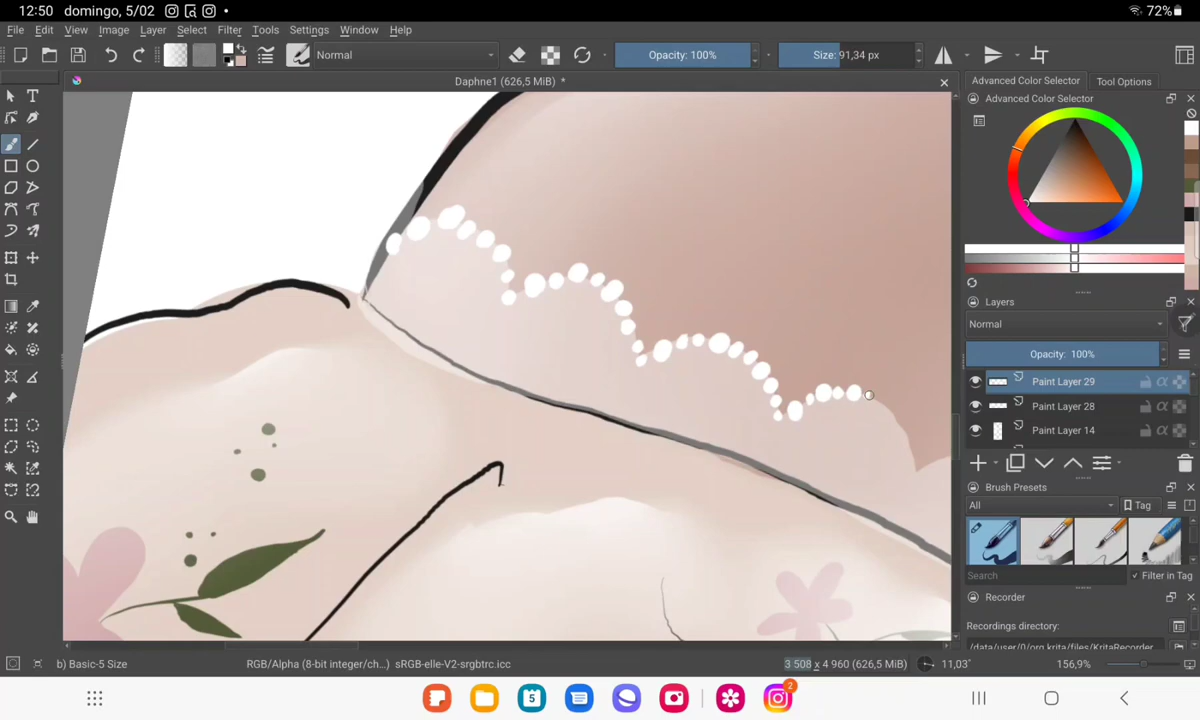 12:50 domingo, 5/02 •
72%
File Edit View Image Layer Select Filter Tools Settings Window Help
Normal
Opacity: 100%
Size: 91,34 px
Daphne1 (626,5 MiB) *
Advanced Color Selector
Tool Options
Advanced Color Selector
Layers
Normal
Opacity: 100%
Paint Layer 29
Paint Layer 28
Paint Layer 14
Brush Presets
All
Tag
Search
Filter in Tag
Recorder
Recordings directory:
/data/user/0/org.krita/files/KritaRecorder
b) Basic-5 Size
RGB/Alpha (8-bit integer/ch...) sRGB-elle-V2-srgbtrc.icc
3 508 x 4 960 (626,5 MiB)
11,03°
156,9%
5
2